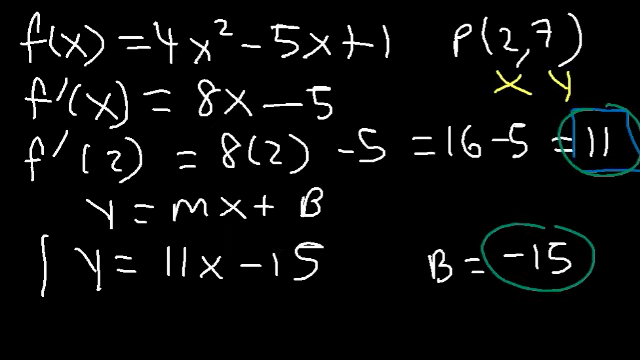 f(x) = 4x² - 5x + 1 P(2,7)
X Y
f'(x) = 8x - 5
f'(2) = 8(2) - 5 = 16 - 5 = 11
Y = mx + B
y = 11x - 15 B = -15